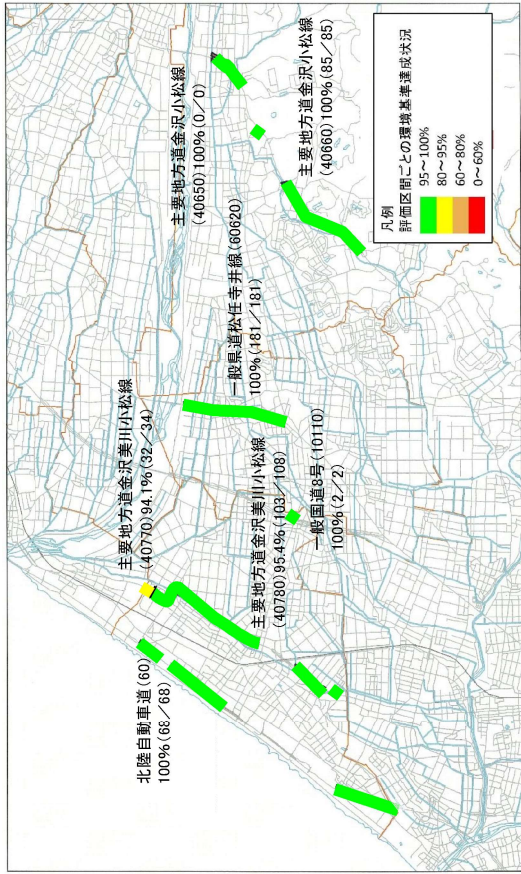 主要地方道金沢小松線
(40650)100%(0/0)
主要地方道金沢小松線
(40660)100%(85/85)
一般県道松任寺井線(60620)
100%(181/181)
主要地方道金沢美川小松線
(40770)94.1%(32/34)
主要地方道金沢美川小松線
(40780)95.4%(103/108)
一般国道8号(10110)
100%(2/2)
北陸自動車道(60)
100%(68/68)
凡例
評価区間ごとの環境基準達成状況
95~100%
80~95%
60~80%
0~60%